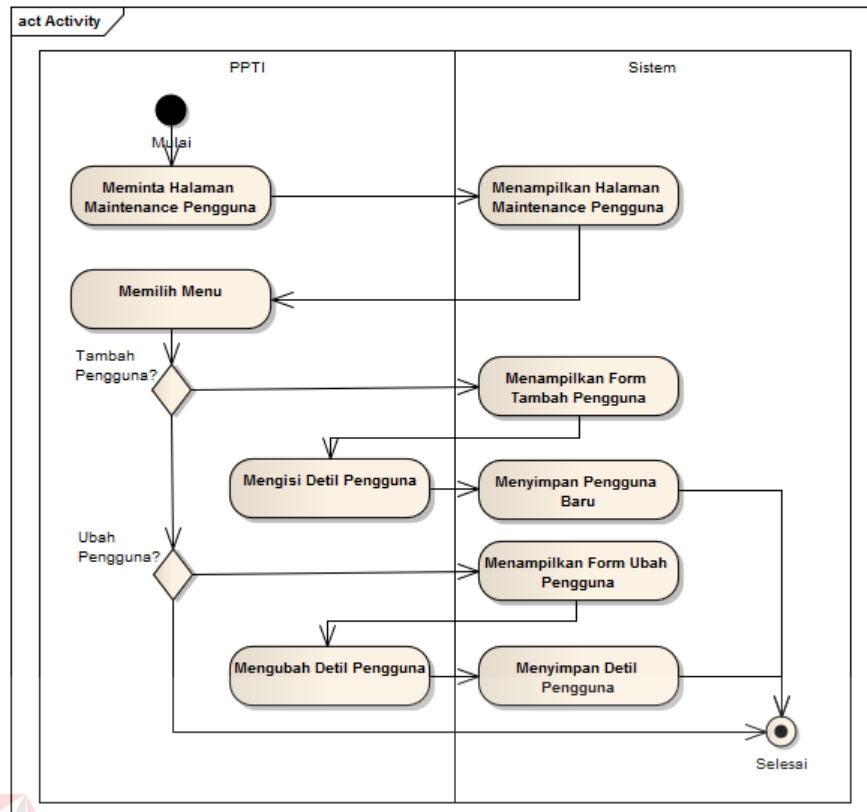 act Activity
PPTI
Sistem
Mulai
Meminta Halaman
Maintenance Pengguna
Menampilkan Halaman
Maintenance Pengguna
Memilih Menu
Tambah
Pengguna?
Menampilkan Form
Tambah Pengguna
Mengisi Detil Pengguna
Menyimpan Pengguna
Baru
Ubah
Pengguna?
Menampilkan Form Ubah
Pengguna
Mengubah Detil Pengguna
Menyimpan Detil
Pengguna
Selesai